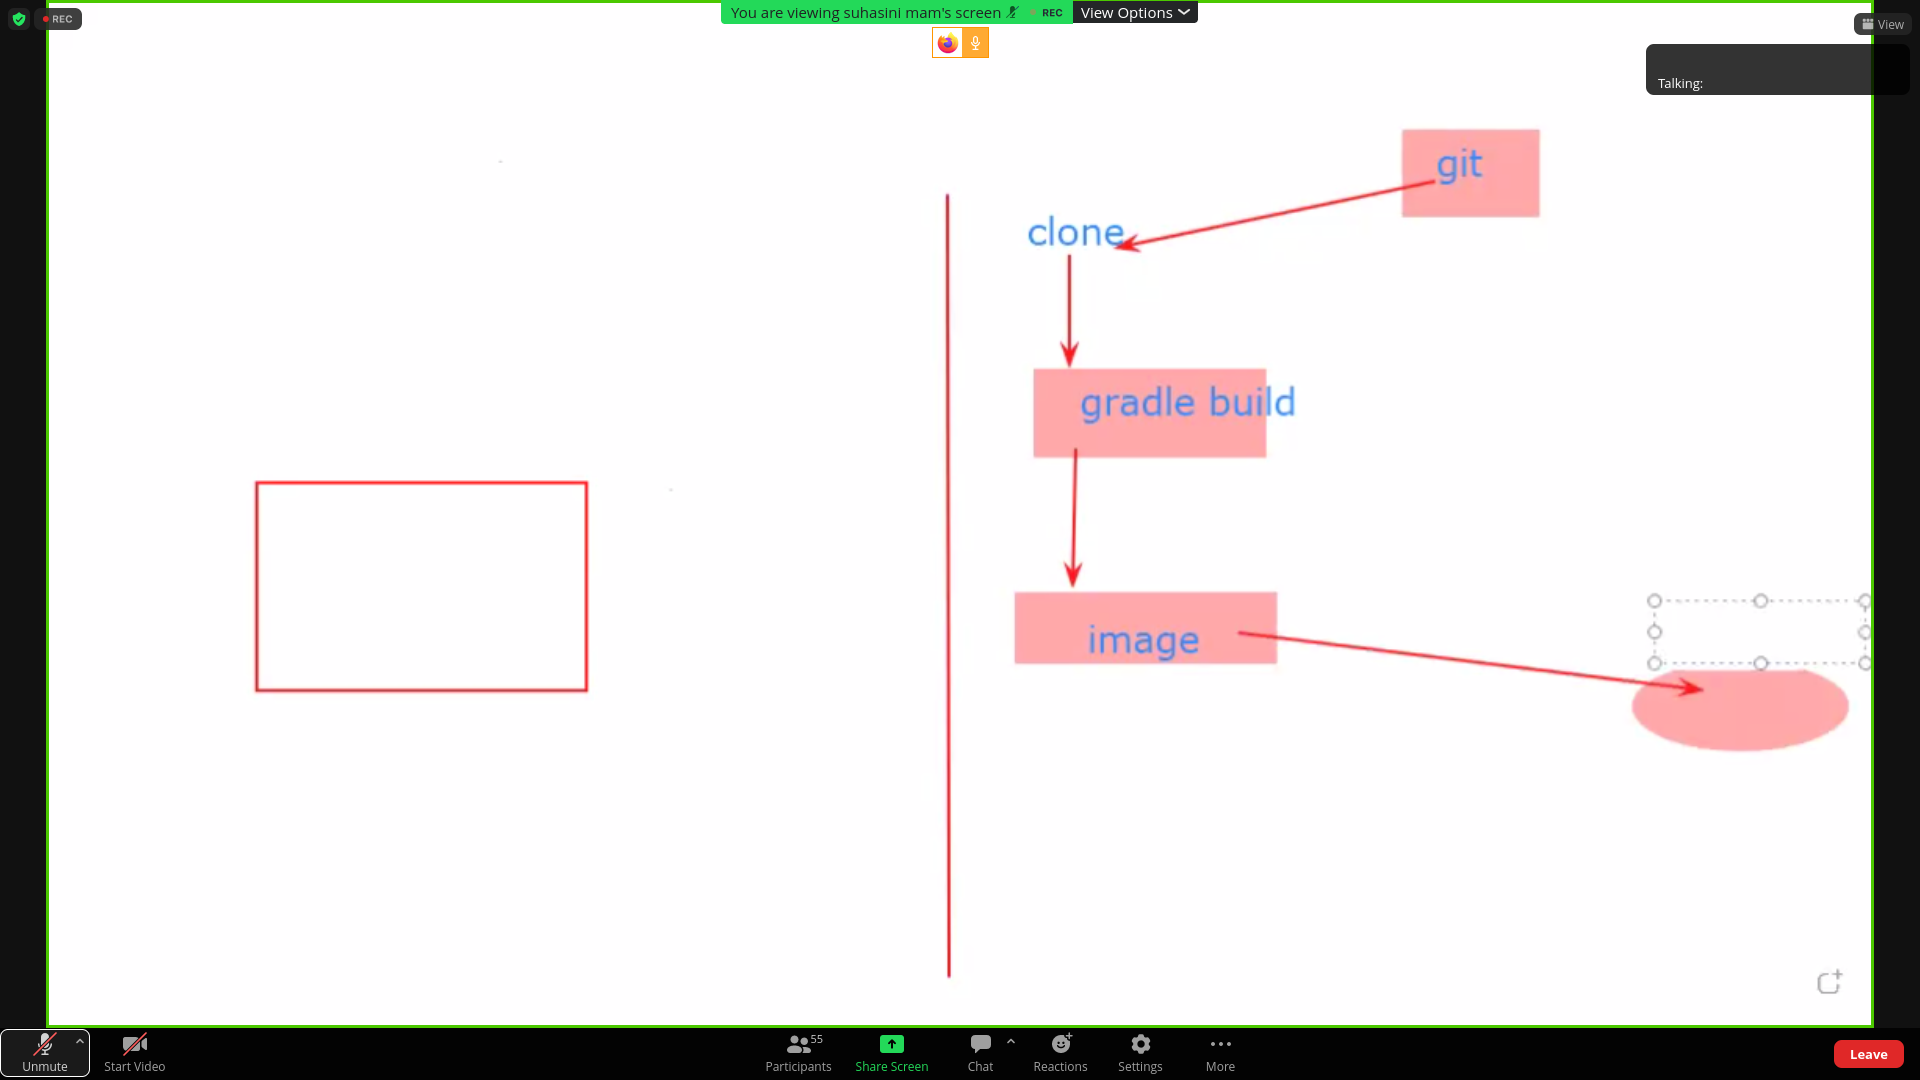 REC
You are viewing suhasini mam's screen
REC
View Options
View
Talking:
git
clone
gradle build
image
Unmute
Start Video
55
Participants
Share Screen
Chat
Reactions
Settings
More
Leave